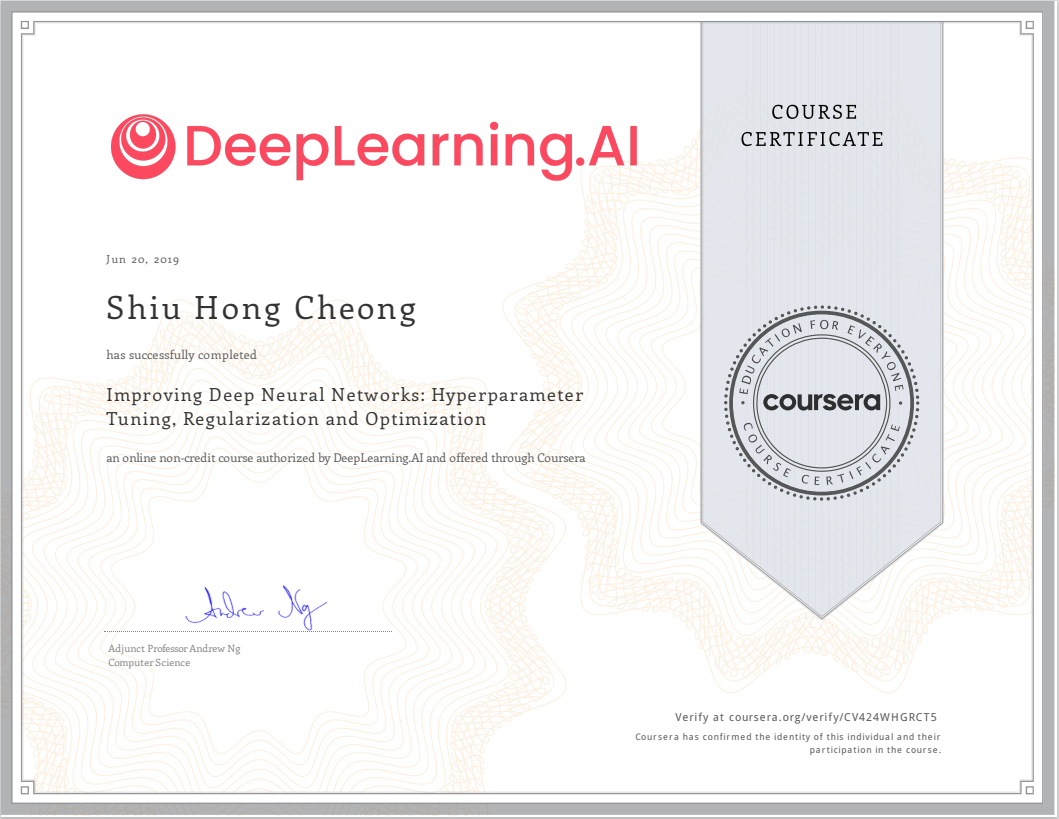 DeepLearning.AI
COURSE
CERTIFICATE
Jun 20, 2019
Shiu Hong Cheong
has successfully completed
Improving Deep Neural Networks: Hyperparameter
Tuning, Regularization and Optimization
an online non-credit course authorized by DeepLearning.AI and offered through Coursera
EDUCATION FOR EVERYONE
coursera
COURSE CERTIFICATE
Andrew Ng
Adjunct Professor Andrew Ng
Computer Science
Verify at coursera.org/verify/CV424WHGRCT5
Coursera has confirmed the identity of this individual and their
participation in the course.